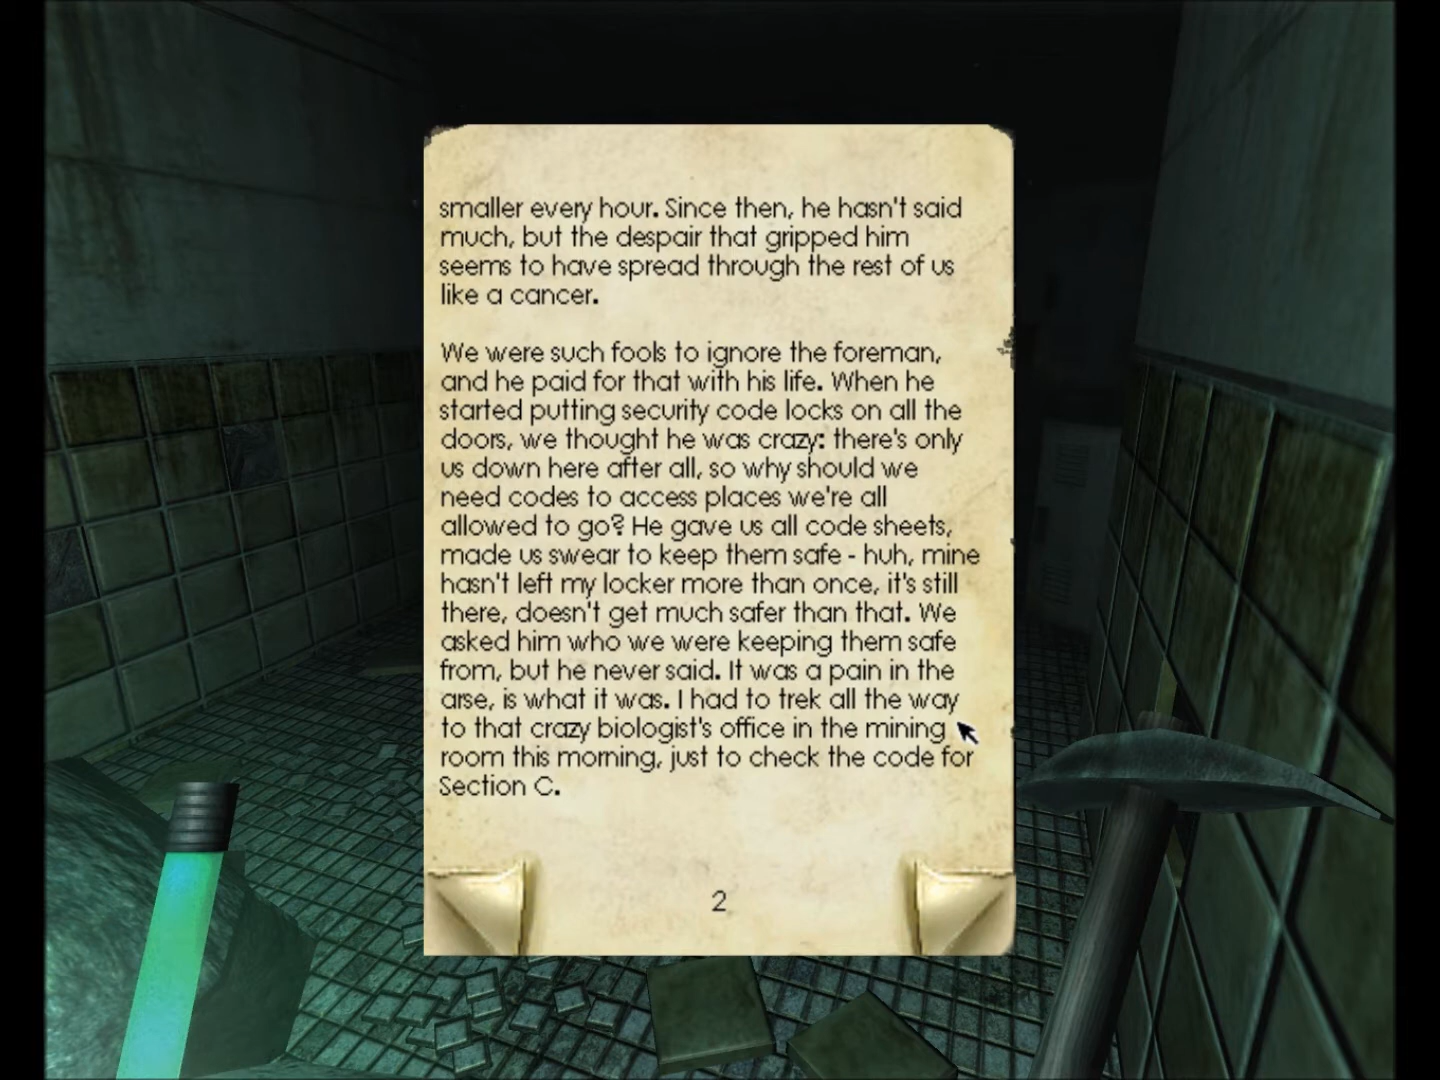 smaller every hour. Since then, he hasn't said
much, but the despair that gripped him
seems to have spread through the rest of us
like a cancer.
We were such fools to ignore the foreman,
and he paid for that with his life. When he
started putting security code locks on all the
doors, we thought he was crazy: there's only
us down here after all, so why should we
need codes to access places we're all
allowed to go? He gave us all code sheets,
made us swear to keep them safe - huh, mine
hasn't left my locker more than once, it's still
there, doesn't get much safer than that. We
asked him who we were keeping them safe
from, but he never said. It was a pain in the
arse, is what it was. I had to trek all the way
to that crazy biologist's office in the mining
room this morning, just to check the code for
Section C.
2